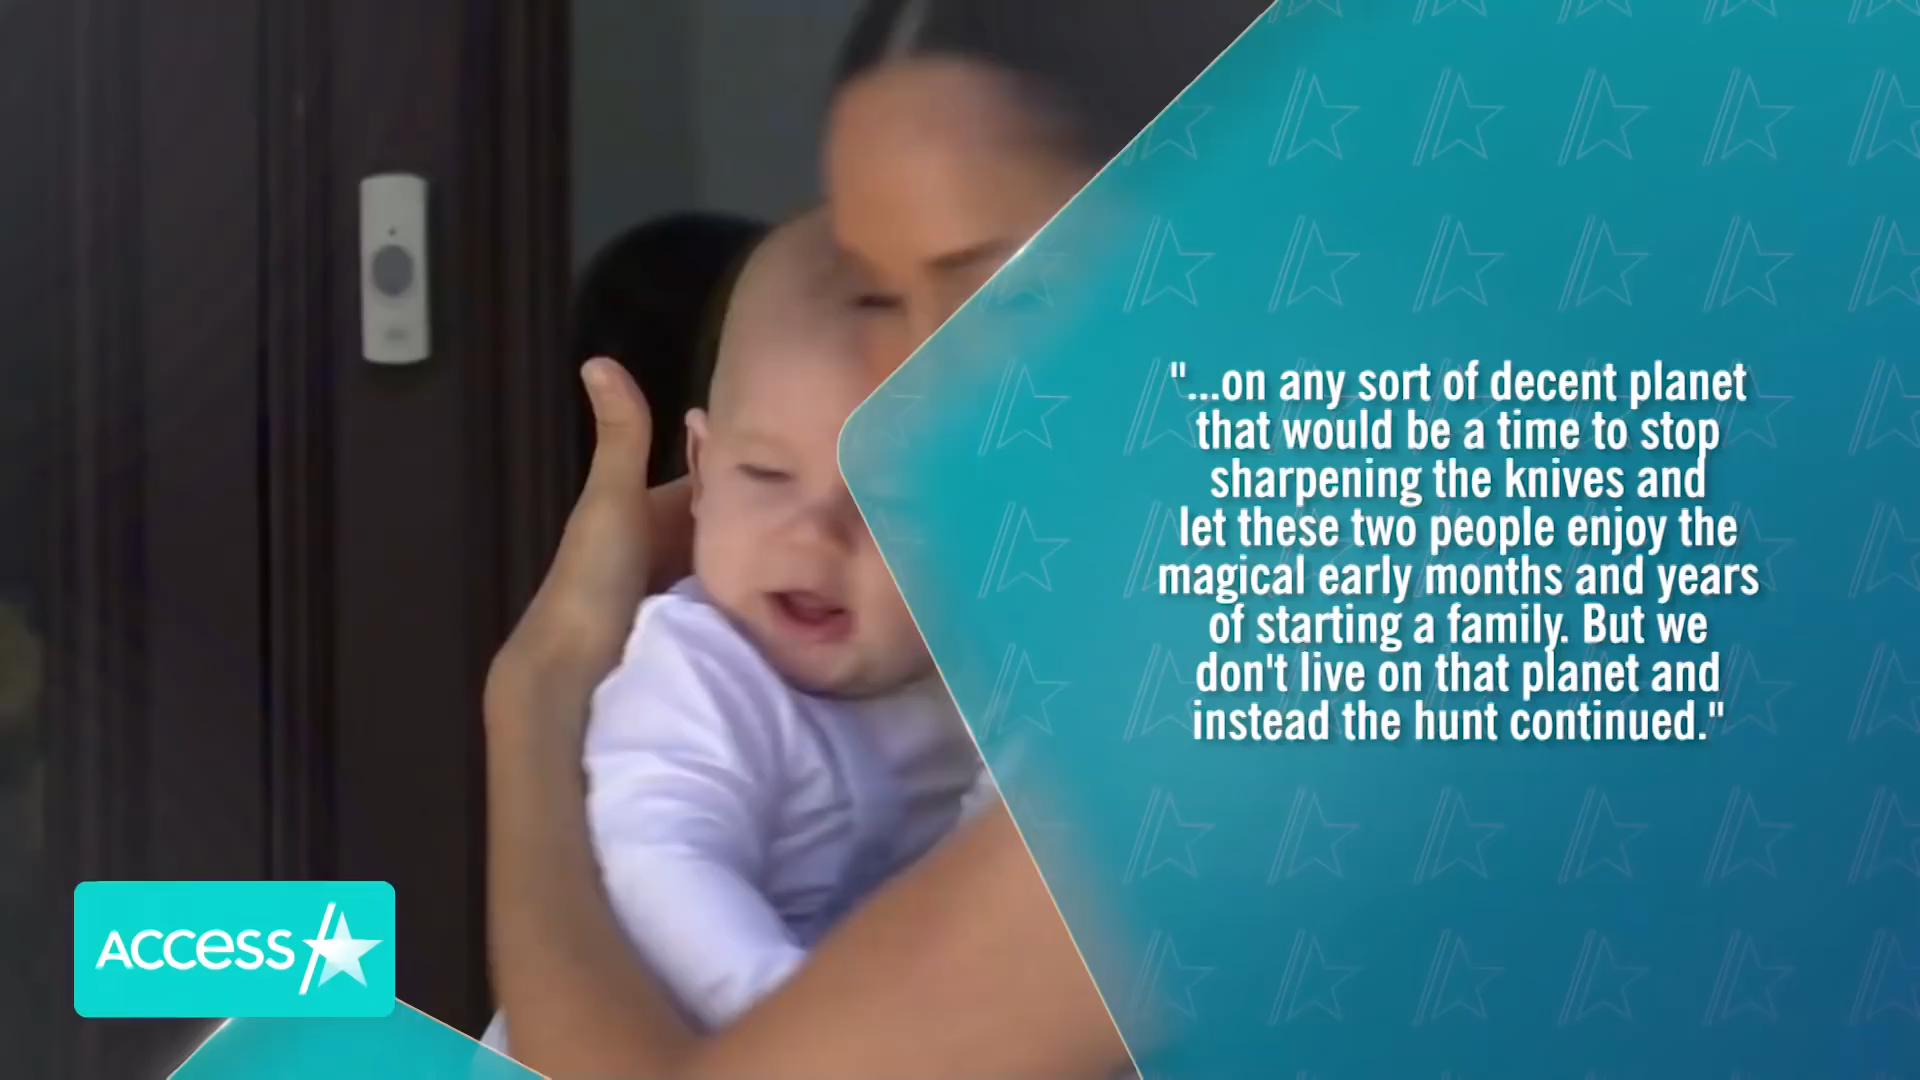 "...on any sort of decent planet
that would be a time to stop
sharpening the knives and
let these two people enjoy the
magical early months and years
of starting a family. But we
don't live on that planet and
instead the hunt continued."
ACCESS